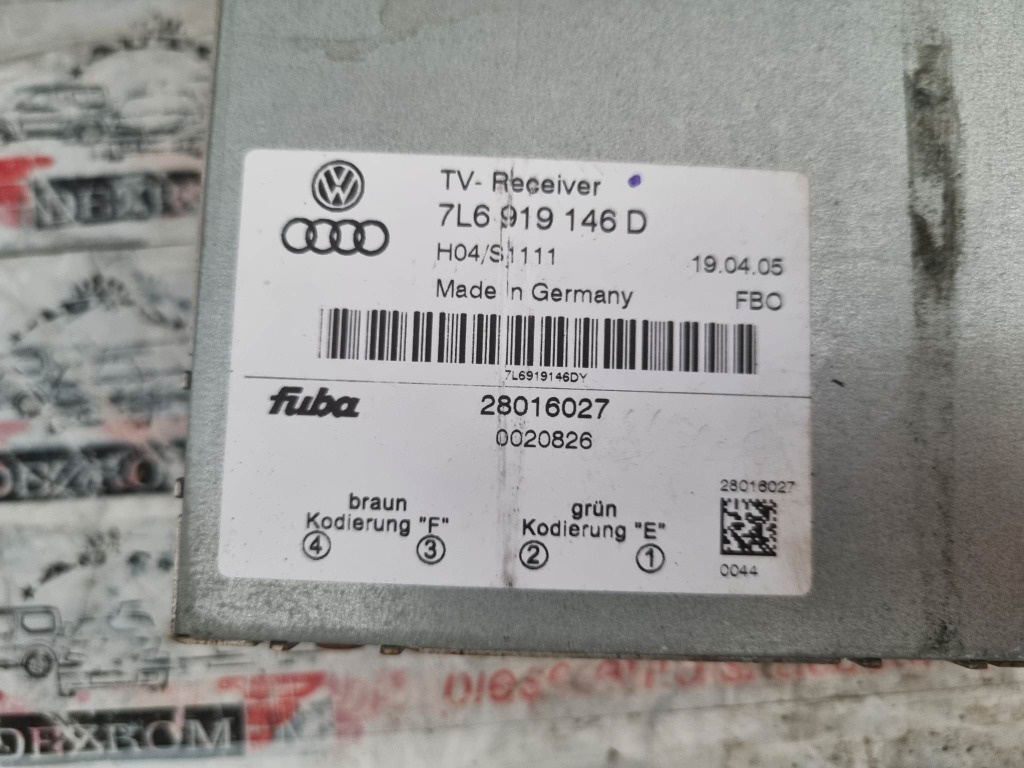 TV- Receiver
7L6 919 146 D
H04/S1111
19.04.05
Made in Germany
FBO
7L6919146DY
fuba
28016027
0020826
braun
Kodierung "F"
4 3
grün
Kodierung "E"
2 1
28016027
0044
DEXROM